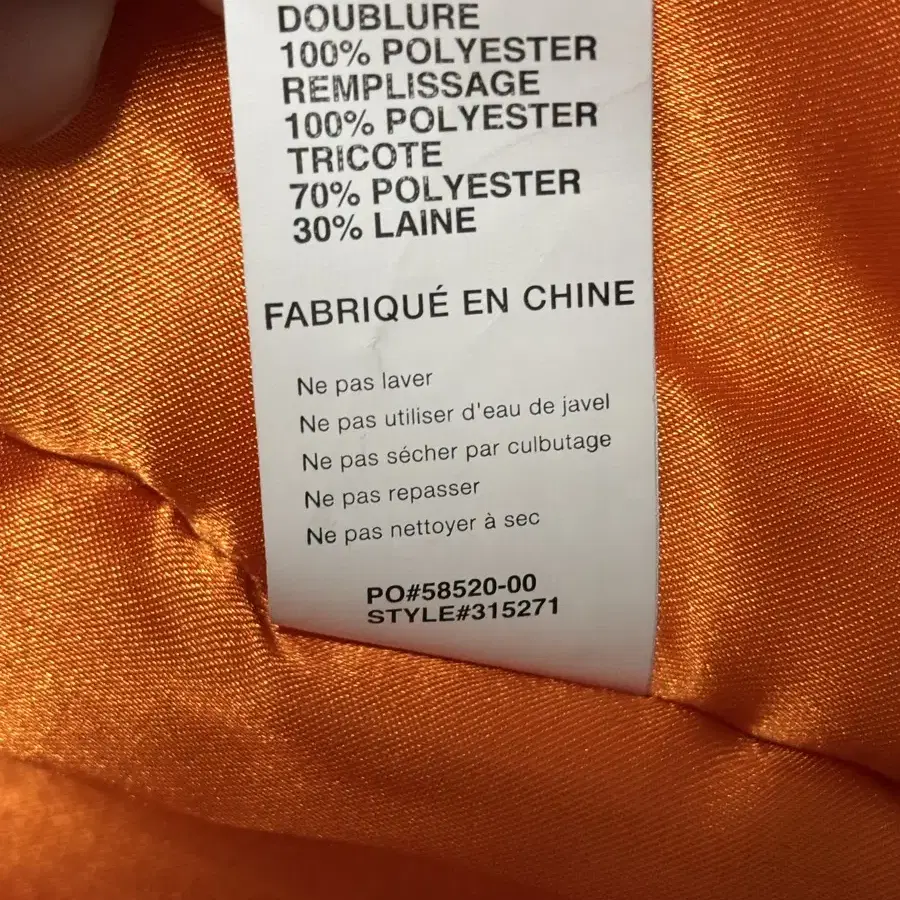 DOUBLURE
100% POLYESTER
REMPLISSAGE
100% POLYESTER
TRICOTE
70% POLYESTER
30% LAINE
FABRIQUÉ EN CHINE
Ne pas laver
Ne pas utiliser d'eau de javel
Ne pas sécher par culbutage
Ne pas repasser
Ne pas nettoyer à sec
PO#58520-00
STYLE#315271